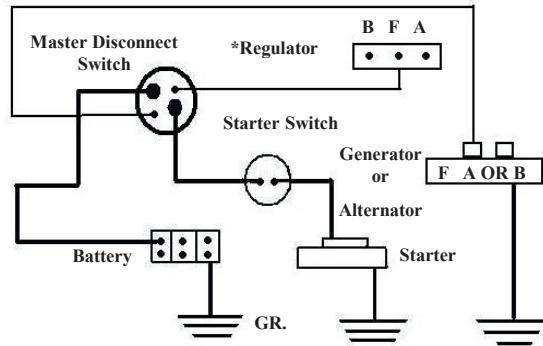 B F A
Master Disconnect
Switch
*Regulator
Starter Switch
Generator
or
Alternator
F A OR B
Battery
Starter
GR.